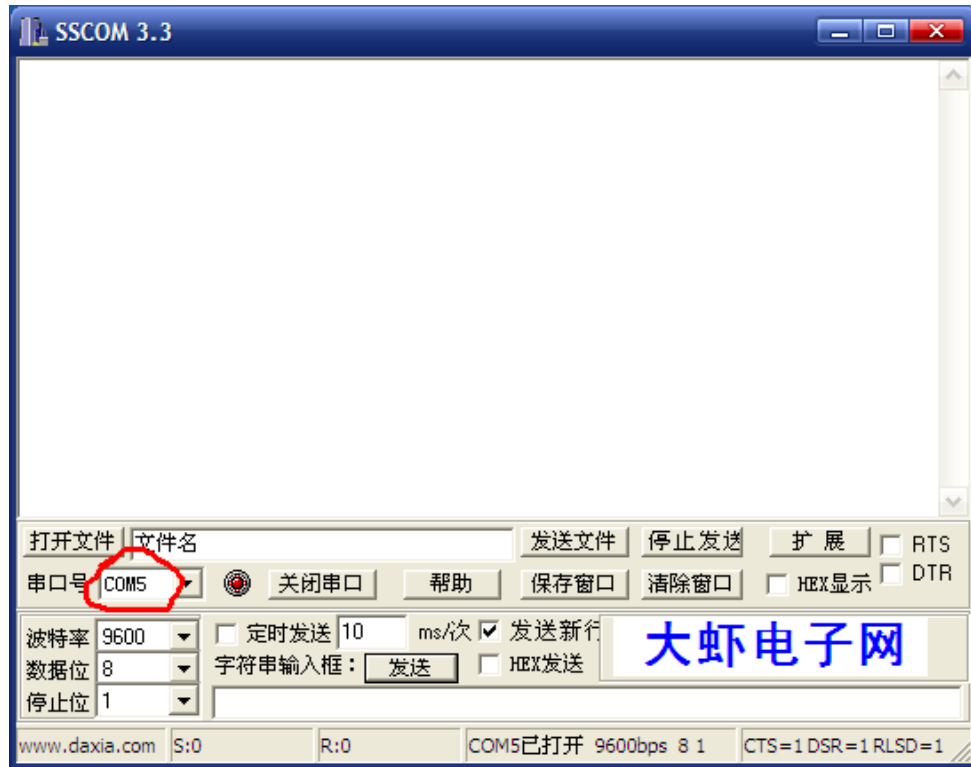 SSCOM 3.3
打开文件 文件名 发送文件 停止发送 扩 展 RTS
串口号 COM5 关闭串口 帮助 保存窗口 清除窗口 HEX显示 DTR
波特率 9600 定时发送 10 ms/次 发送新行 大虾电子网
数据位 8 字符串输入框： 发送 HEX发送
停止位 1
www.daxia.com S:0 R:0 COM5已打开 9600bps 8 1 CTS=1 DSR=1 RLSD=1